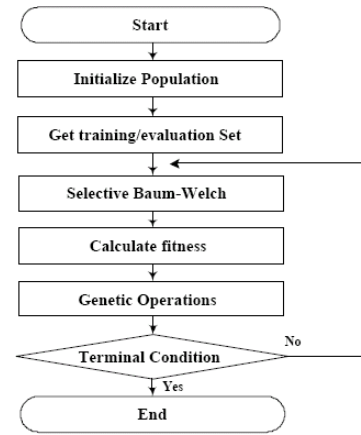 Start
Initialize Population
Get training/evaluation Set
Selective Baum-Welch
Calculate fitness
Genetic Operations
Terminal Condition
No
Yes
End